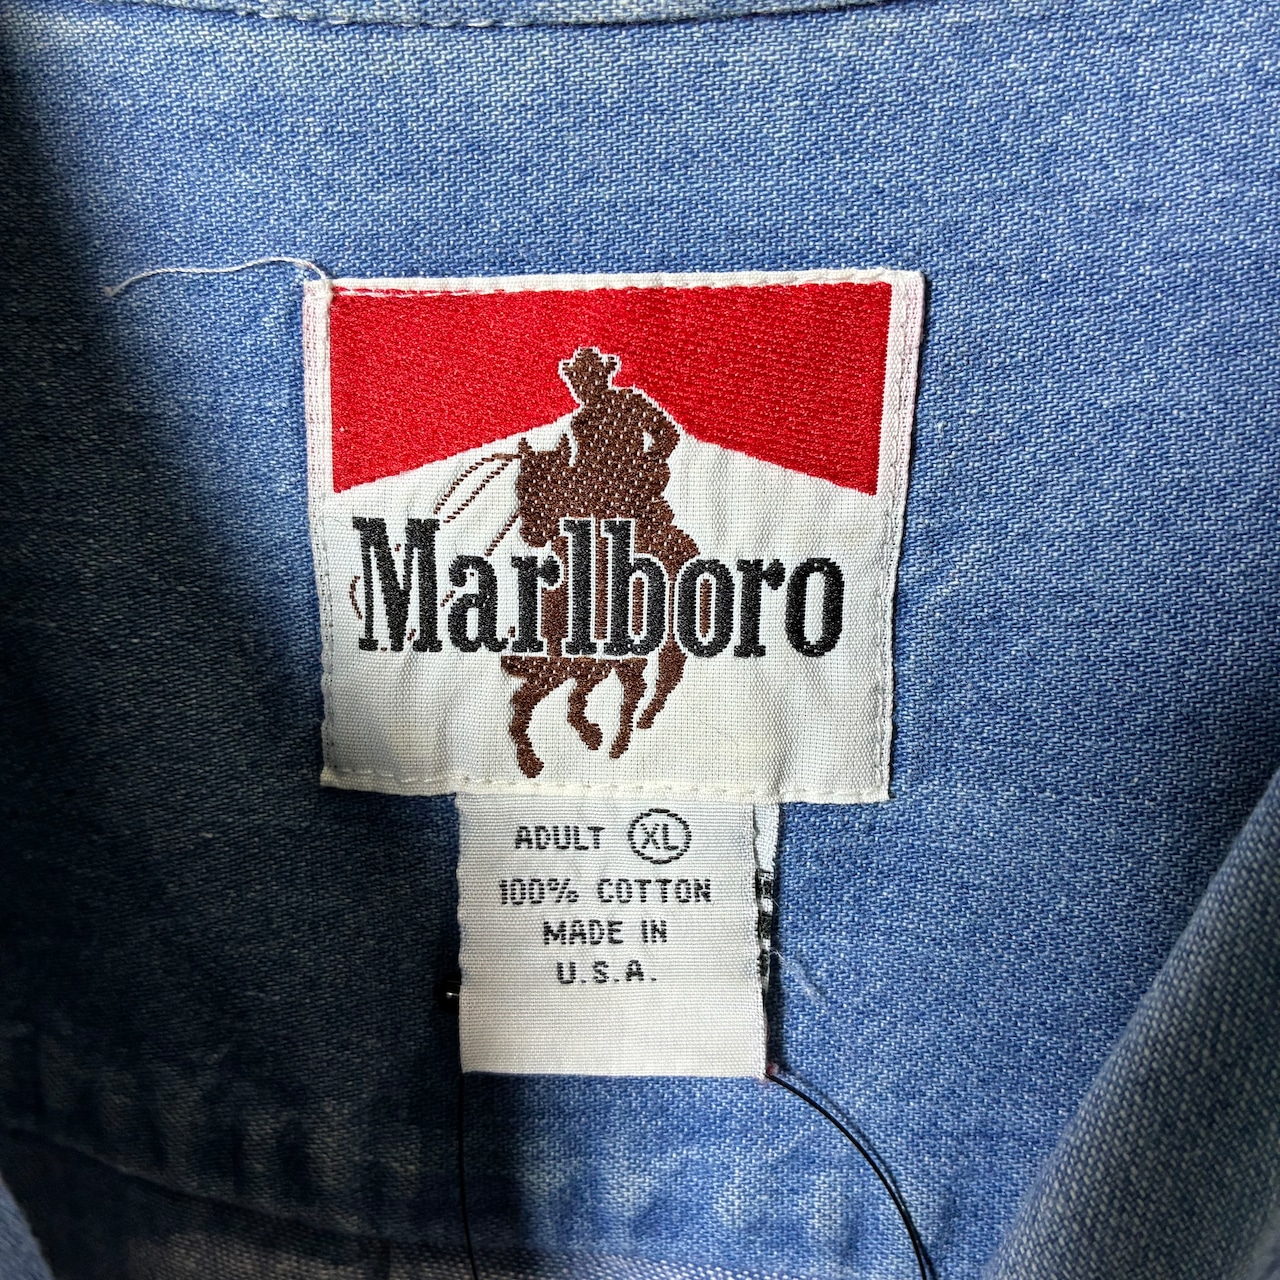 Marlboro
ADULT XL
100% COTTON
MADE IN
U.S.A.